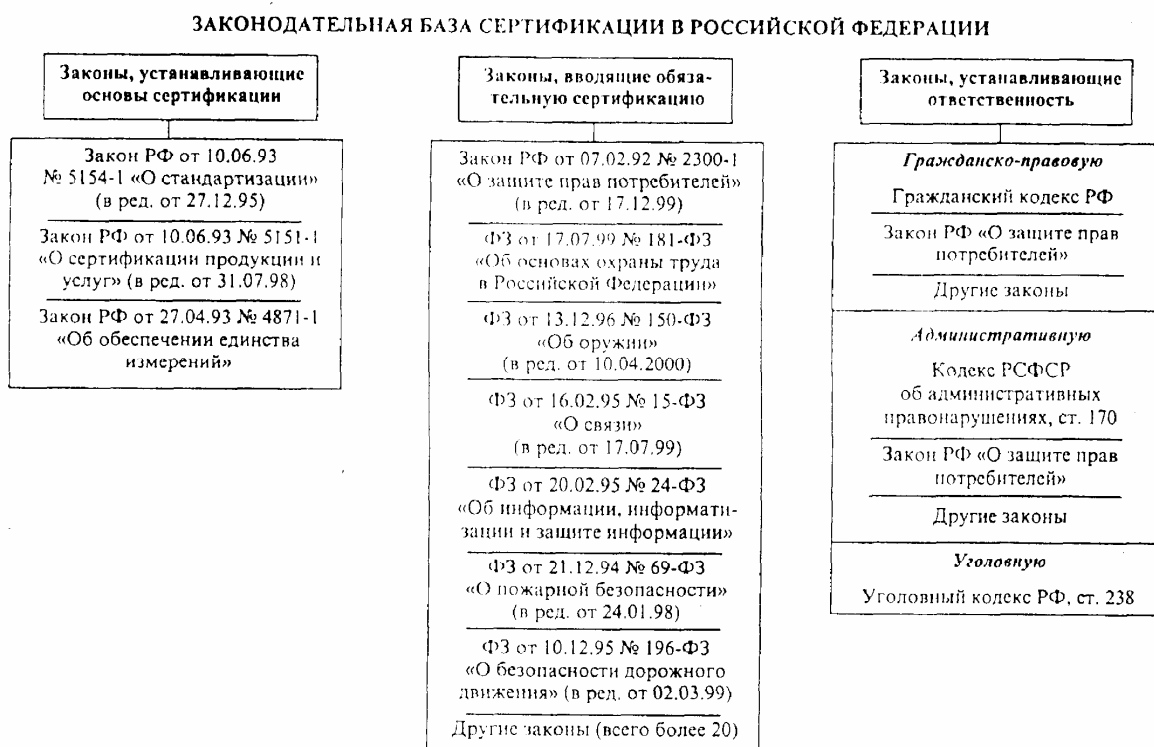 ЗАКОНОДАТЕЛЬНАЯ БАЗА СЕРТИФИКАЦИИ В РОССИЙСКОЙ ФЕДЕРАЦИИ
Законы, устанавливающие
основы сертификации
Закон РФ от 10.06.93
№ 5154-1 «О стандартизации»
(в ред. от 27.12.95)
Закон РФ от 10.06.93 № 5151-1
«О сертификации продукции и
услуг» (в ред. от 31.07.98)
Закон РФ от 27.04.93 № 4871-1
«Об обеспечении единства
измерений»
Законы, вводящие обяза-
тельную сертификацию
Закон РФ от 07.02.92 № 2300-1
«О защите прав потребителей»
(в ред. от 17.12.99)
ФЗ от 17.07.99 № 181-ФЗ
«Об основах охраны труда
в Российской Федерации»
ФЗ от 13.12.96 № 150-ФЗ
«Об оружии»
(в ред. от 10.04.2000)
ФЗ от 16.02.95 № 15-ФЗ
«О связи»
(в ред. от 17.07.99)
ФЗ от 20.02.95 № 24-ФЗ
«Об информации, информати-
зации и защите информации»
ФЗ от 21.12.94 № 69-ФЗ
«О пожарной безопасности»
(в ред. от 24.01.98)
ФЗ от 10.12.95 № 196-ФЗ
«О безопасности дорожного
движения» (в ред. от 02.03.99)
Другие законы (всего более 20)
Законы, устанавливающие
ответственность
Гражданско-правовую
Гражданский кодекс РФ
Закон РФ «О защите прав
потребителей»
Другие законы
Административную
Кодекс РСФСР
об административных
правонарушениях, ст. 170
Закон РФ «О защите прав
потребителей»
Другие законы
Уголовную
Уголовный кодекс РФ, ст. 238